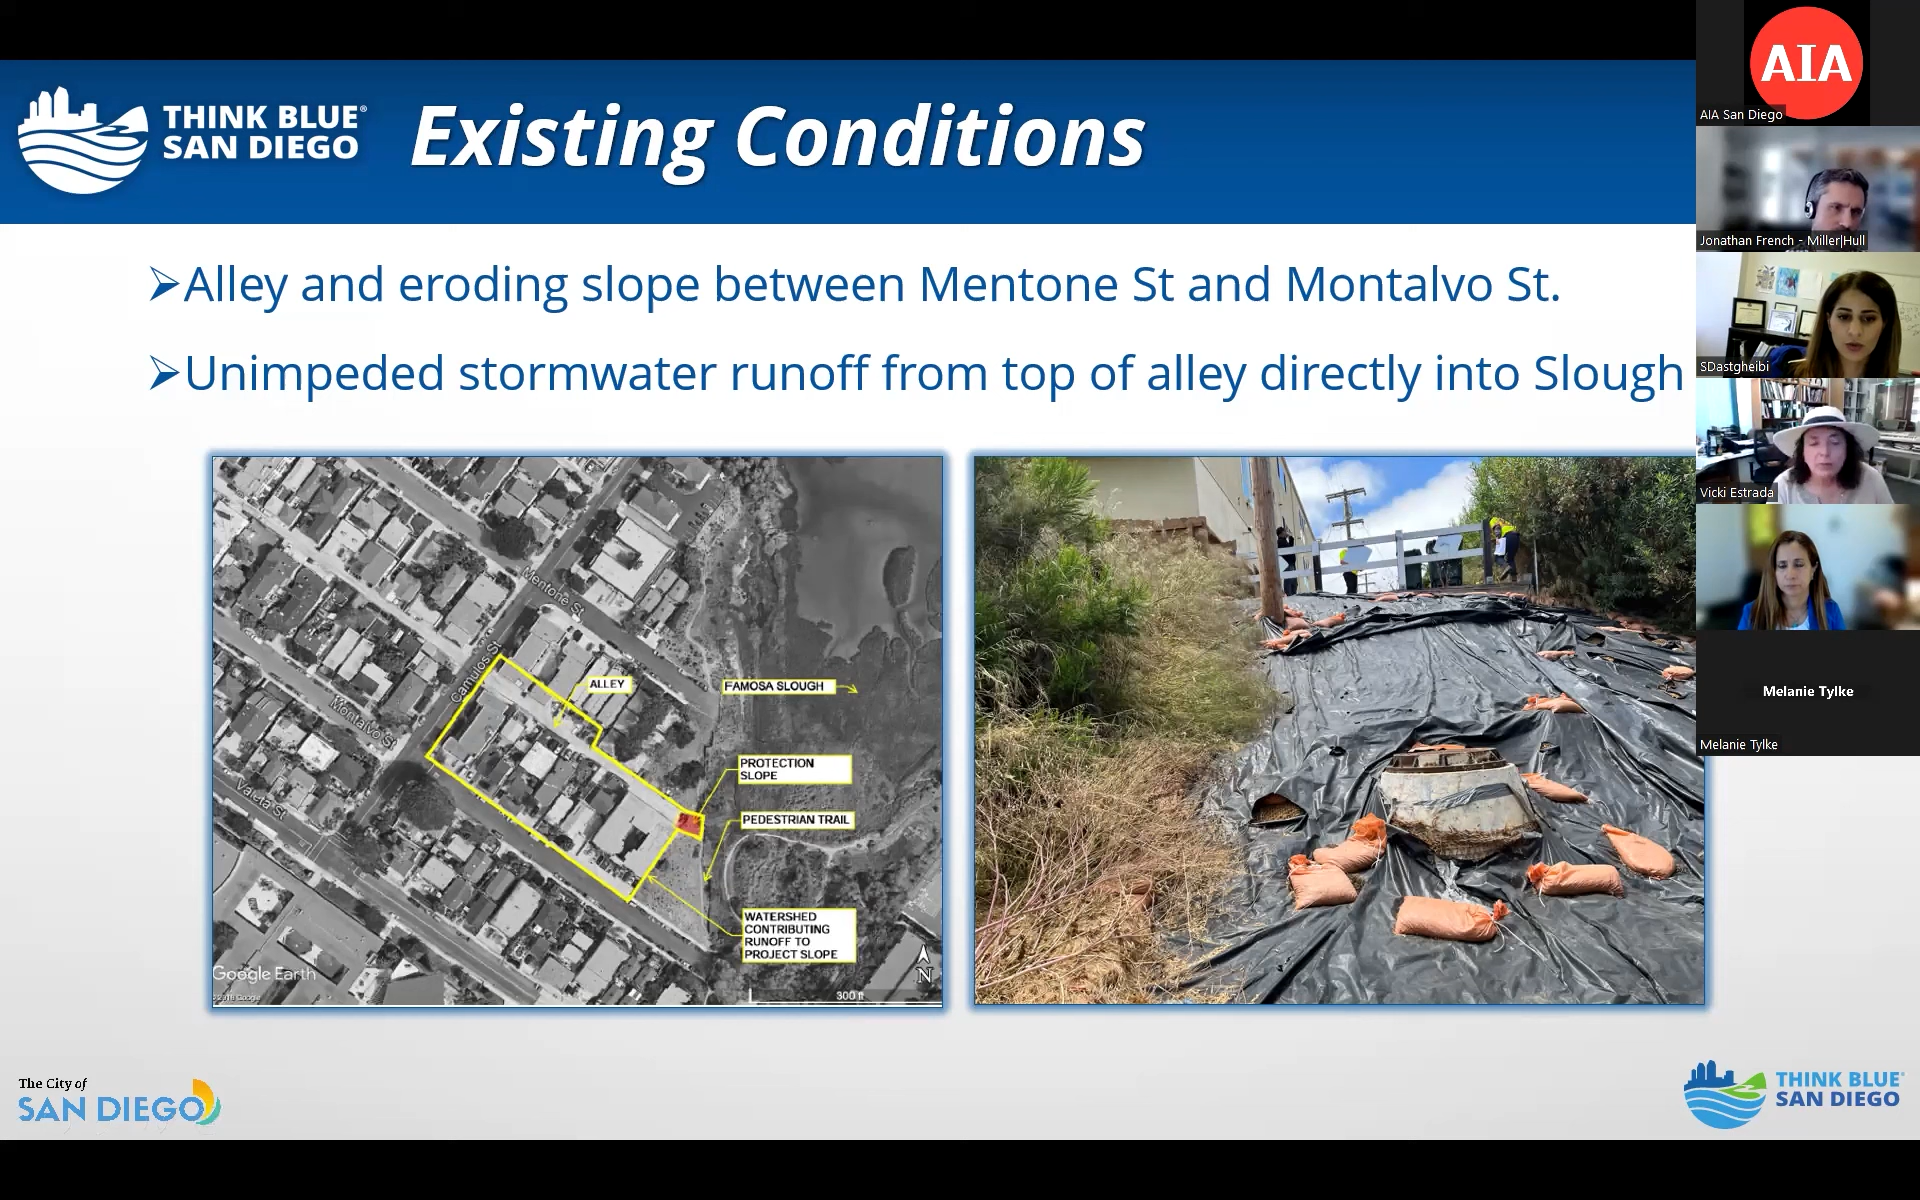 THINK BLUE®
SAN DIEGO
Existing Conditions
➢Alley and eroding slope between Mentone St and Montalvo St.
➢Unimpeded stormwater runoff from top of alley directly into Slough
Mentone St
Camulos St
Montalvo St
Valeta St
ALLEY
FAMOSA SLOUGH
PROTECTION
SLOPE
PEDESTRIAN TRAIL
WATERSHED
CONTRIBUTING
RUNOFF TO
PROJECT SLOPE
Google Earth
N
300 ft
The City of
SAN DIEGO
THINK BLUE®
SAN DIEGO
AIA
AIA San Diego
Jonathan French - Miller|Hull
SDastgheibi
Vicki Estrada
Melanie Tylke
Melanie Tylke